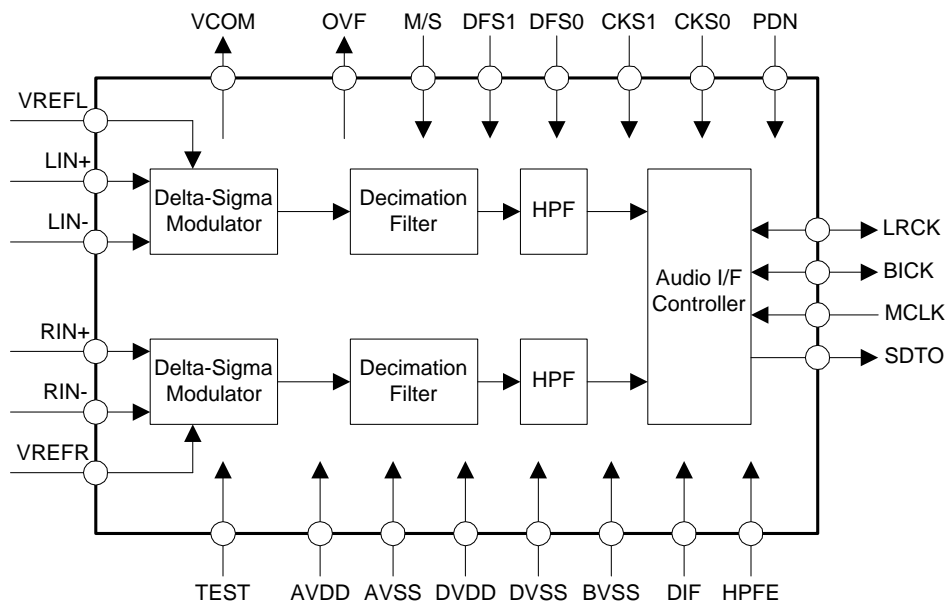 VCOM OVF M/S DFS1 DFS0 CKS1 CKS0 PDN
VREFL
LIN+
LIN-
Delta-Sigma
Modulator
Decimation
Filter
HPF
Audio I/F
Controller
LRCK
BICK
MCLK
SDTO
RIN+
RIN-
VREFR
Delta-Sigma
Modulator
Decimation
Filter
HPF
TEST AVDD AVSS DVDD DVSS BVSS DIF HPFE